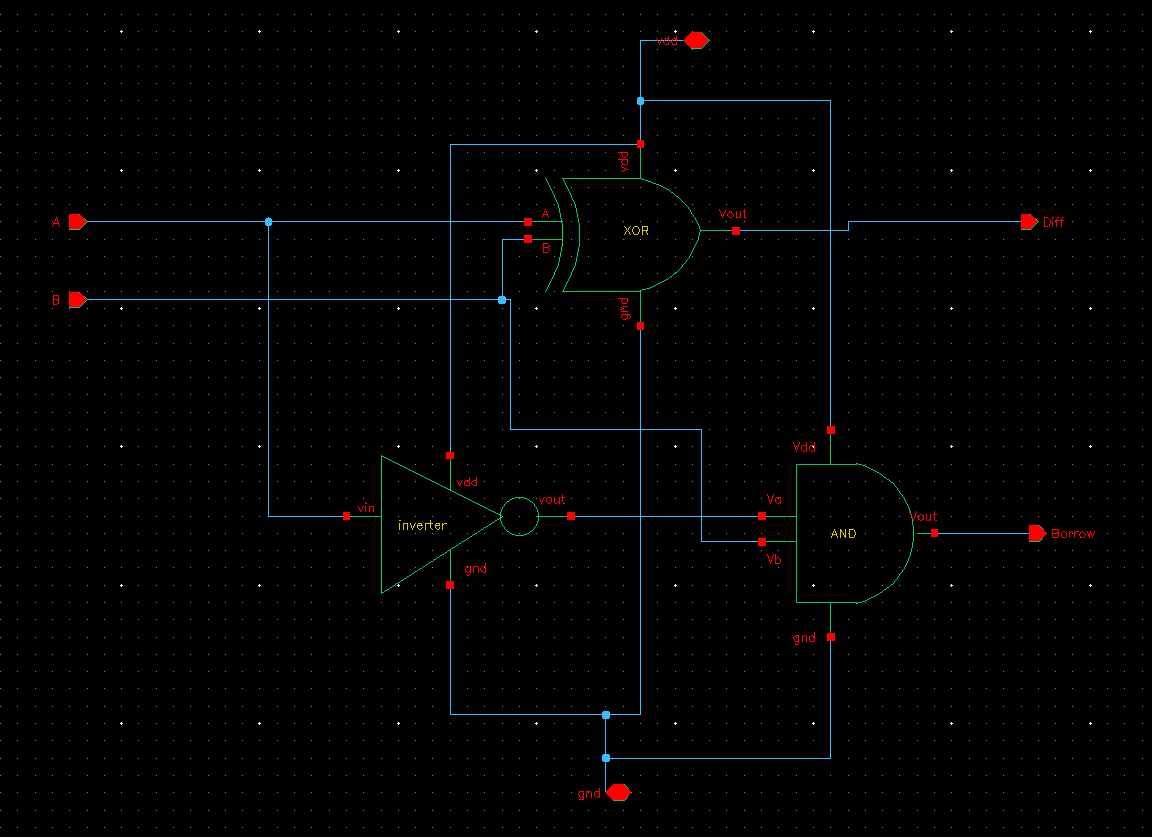 vdd
vdd
A
A
Vout
XOR
Diff
B
B
gnd
Vdd
vdd
vin
vout
Va
inverter
Vout
AND
Borrow
Vb
gnd
gnd
gnd